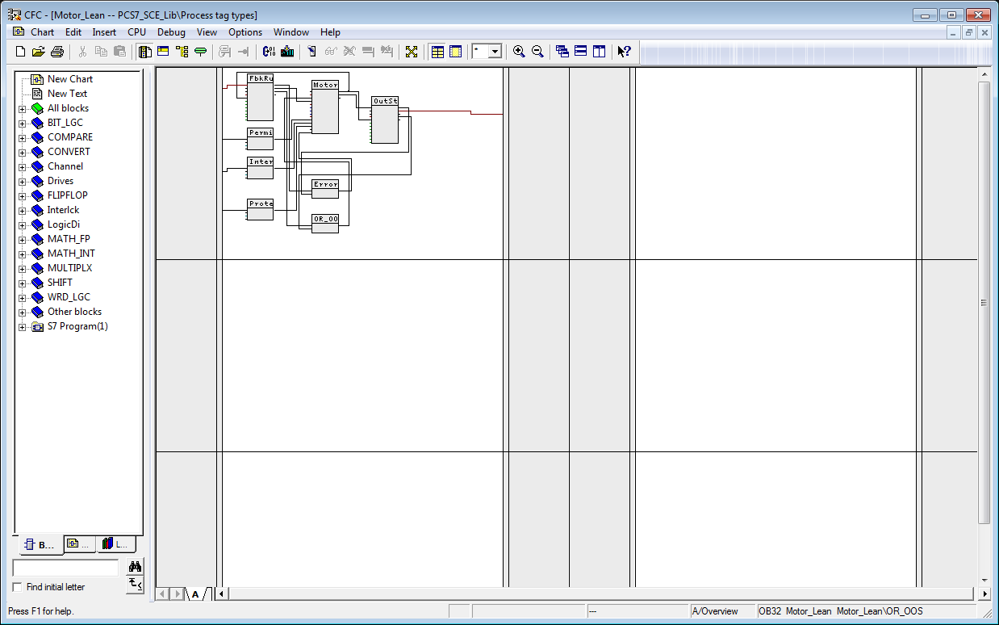 CFC - [Motor_Lean -- PCS7_SCE_Lib\Process tag types]
Chart Edit Insert CPU Debug View Options Window Help
*
New Chart
New Text
All blocks
BIT_LGC
COMPARE
CONVERT
Channel
Drives
FLIPFLOP
Interlck
LogicDi
MATH_FP
MATH_INT
MULTIPLX
SHIFT
WRD_LGC
Other blocks
S7 Program(1)
FbkRu
Motor
OutSt
Permi
Inter
Error
Prote
OR_OO
B...
...
L...
Find initial letter
A
Press F1 for help.
---
A/Overview
OB32 Motor_Lean Motor_Lean\OR_OOS